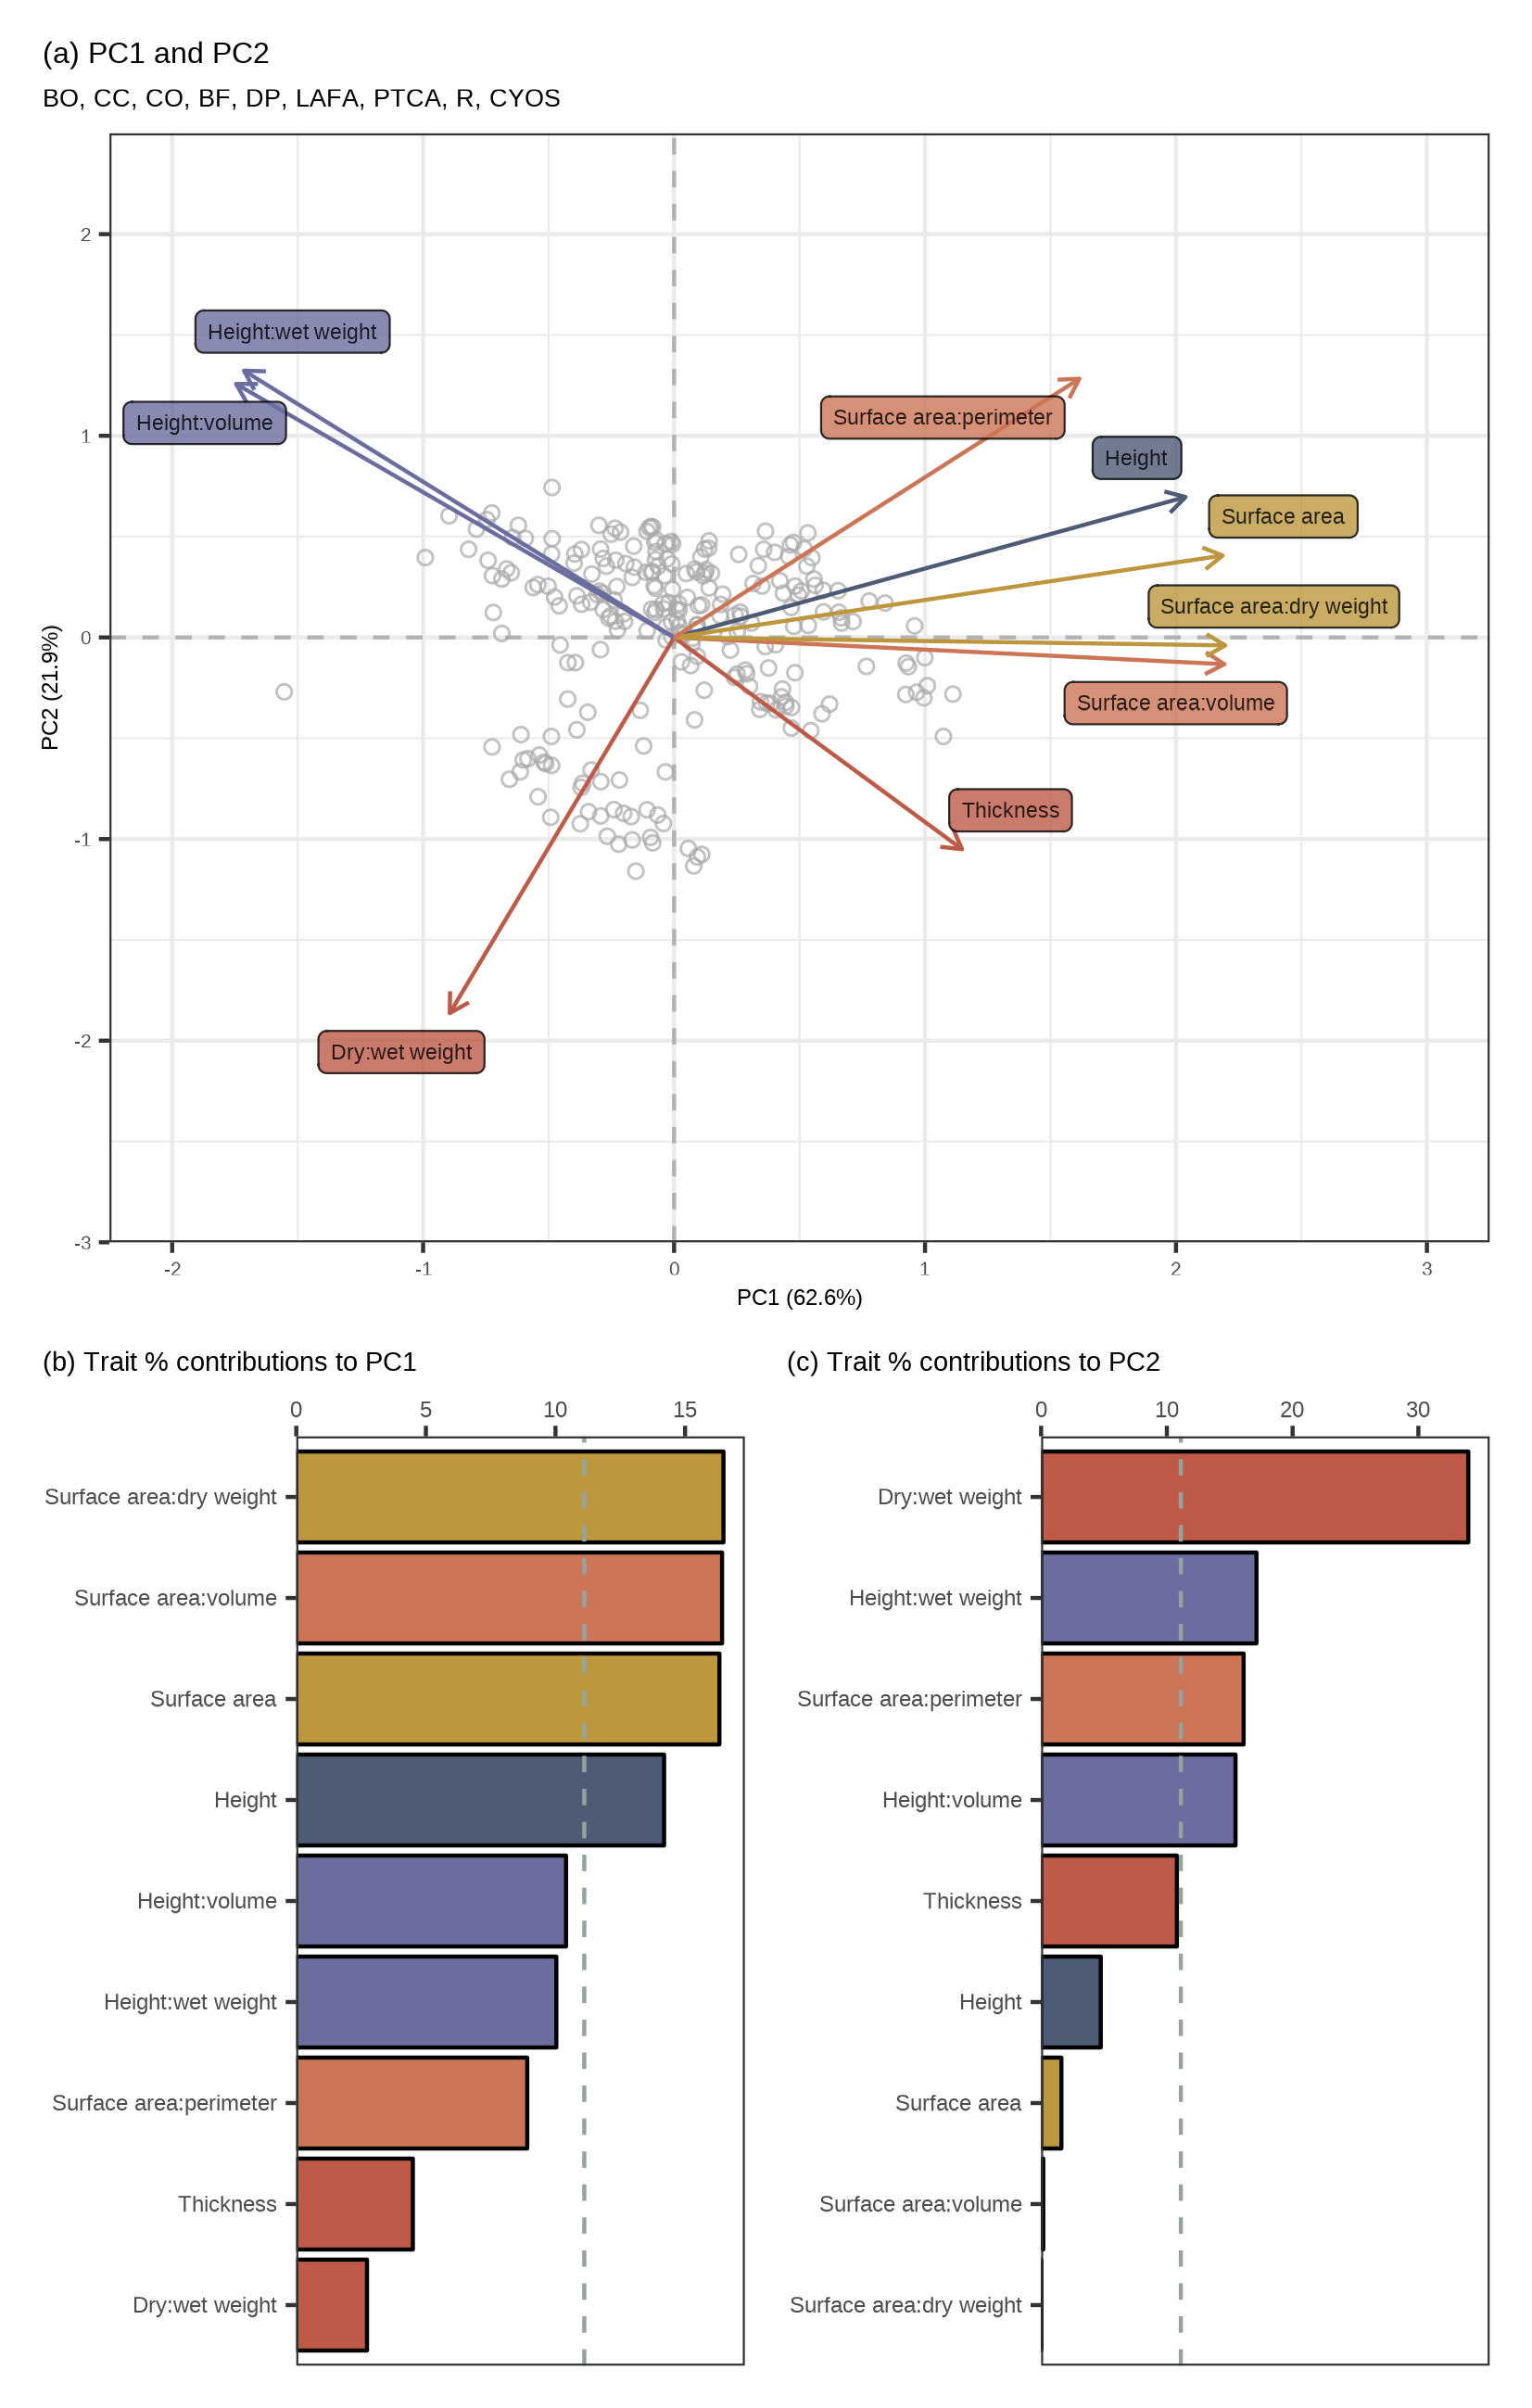 (a) PC1 and PC2
BO, CC, CO, BF, DP, LAFA, PTCA, R, CYOS
PC2 (21.9%)
2
1
0
-1
-2
-3
Height:wet weight
Height:volume
Surface area:perimeter
Height
Surface area
Surface area:dry weight
Surface area:volume
Thickness
Dry:wet weight
-2 -1 0 1 2 3
PC1 (62.6%)
(b) Trait % contributions to PC1
0 5 10 15
Surface area:dry weight
Surface area:volume
Surface area
Height
Height:volume
Height:wet weight
Surface area:perimeter
Thickness
Dry:wet weight
(c) Trait % contributions to PC2
0 10 20 30
Dry:wet weight
Height:wet weight
Surface area:perimeter
Height:volume
Thickness
Height
Surface area
Surface area:volume
Surface area:dry weight